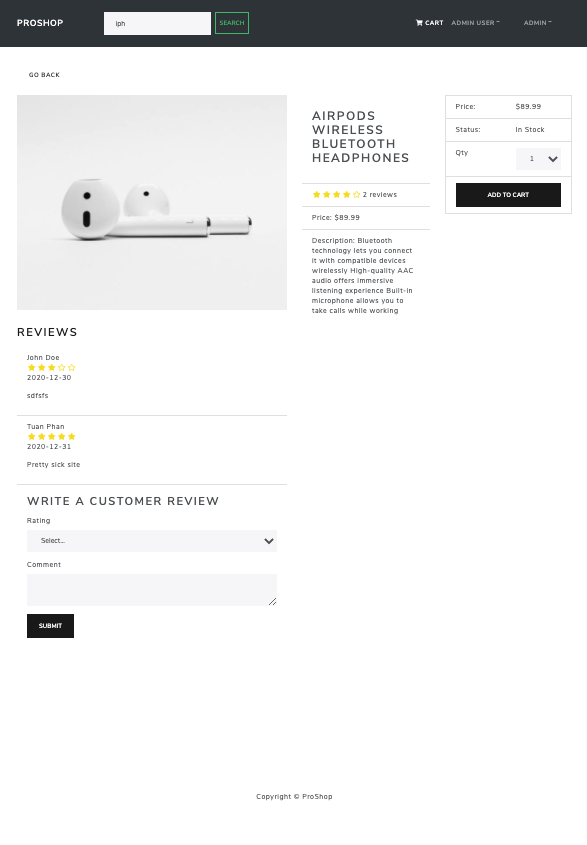 PROSHOP
iph
SEARCH
CART
ADMIN USER
ADMIN
GO BACK
AIRPODS
WIRELESS
BLUETOOTH
HEADPHONES
2 reviews
Price: $89.99
Description: Bluetooth
technology lets you connect
it with compatible devices
wirelessly High-quality AAC
audio offers immersive
listening experience Built-in
microphone allows you to
take calls while working
Price: $89.99
Status: In Stock
Qty 1
ADD TO CART
REVIEWS
John Doe
2020-12-30
sdfsfs
Tuan Phan
2020-12-31
Pretty sick site
WRITE A CUSTOMER REVIEW
Rating
Select...
Comment
SUBMIT
Copyright © ProShop